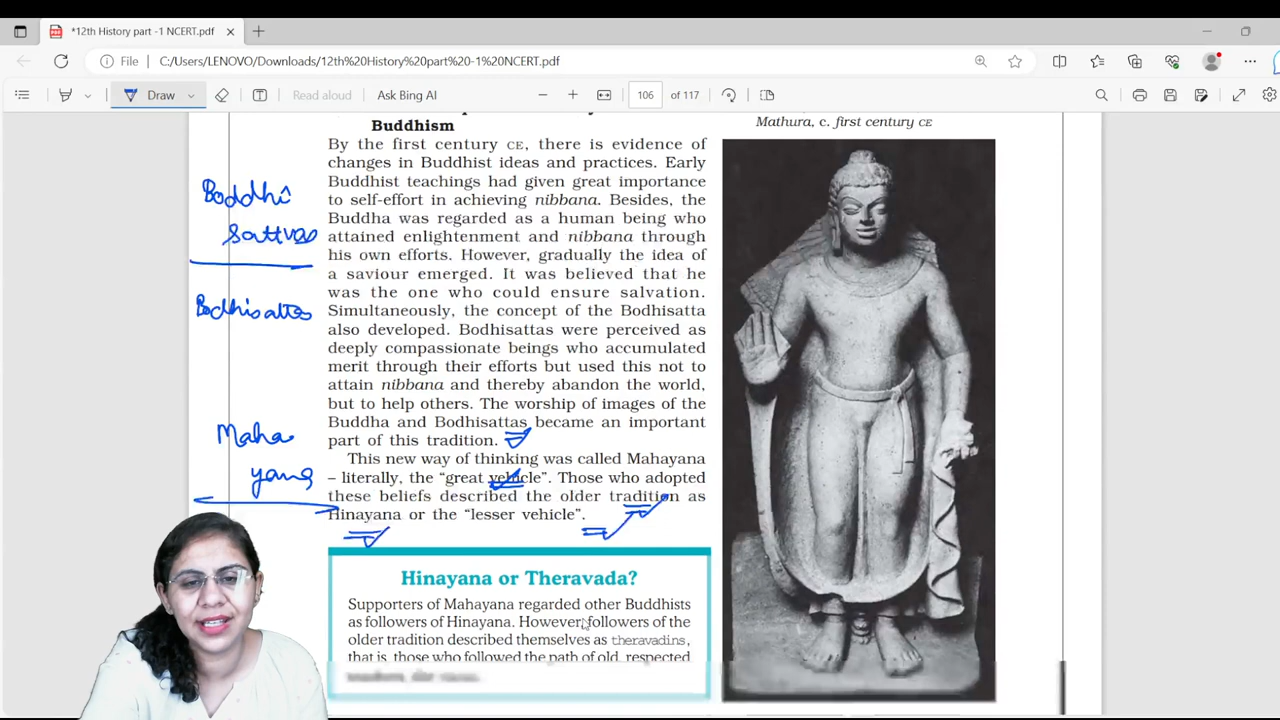 *12th History part -1 NCERT.pdf
File
C:/Users/LENOVO/Downloads/12th%20History%20part%20-1%20NCERT.pdf
Draw
Read aloud
Ask Bing AI
106 of 117
Buddhism
By the first century CE, there is evidence of
changes in Buddhist ideas and practices. Early
Buddhist teachings had given great importance
to self-effort in achieving nibbana. Besides, the
Buddha was regarded as a human being who
attained enlightenment and nibbana through
his own efforts. However, gradually the idea of
a saviour emerged. It was believed that he
was the one who could ensure salvation.
Simultaneously, the concept of the Bodhisatta
also developed. Bodhisattas were perceived as
deeply compassionate beings who accumulated
merit through their efforts but used this not to
attain nibbana and thereby abandon the world,
but to help others. The worship of images of the
Buddha and Bodhisattas became an important
part of this tradition.
This new way of thinking was called Mahayana
– literally, the “great vehicle”. Those who adopted
these beliefs described the older tradition as
Hinayana or the “lesser vehicle”.
Hinayana or Theravada?
Supporters of Mahayana regarded other Buddhists
as followers of Hinayana. However, followers of the
older tradition described themselves as theravadins,
that is, those who followed the path of old, respected
Mathura, c. first century CE
Boddhi
Sattvas
Bodhisattas
Maha
yana